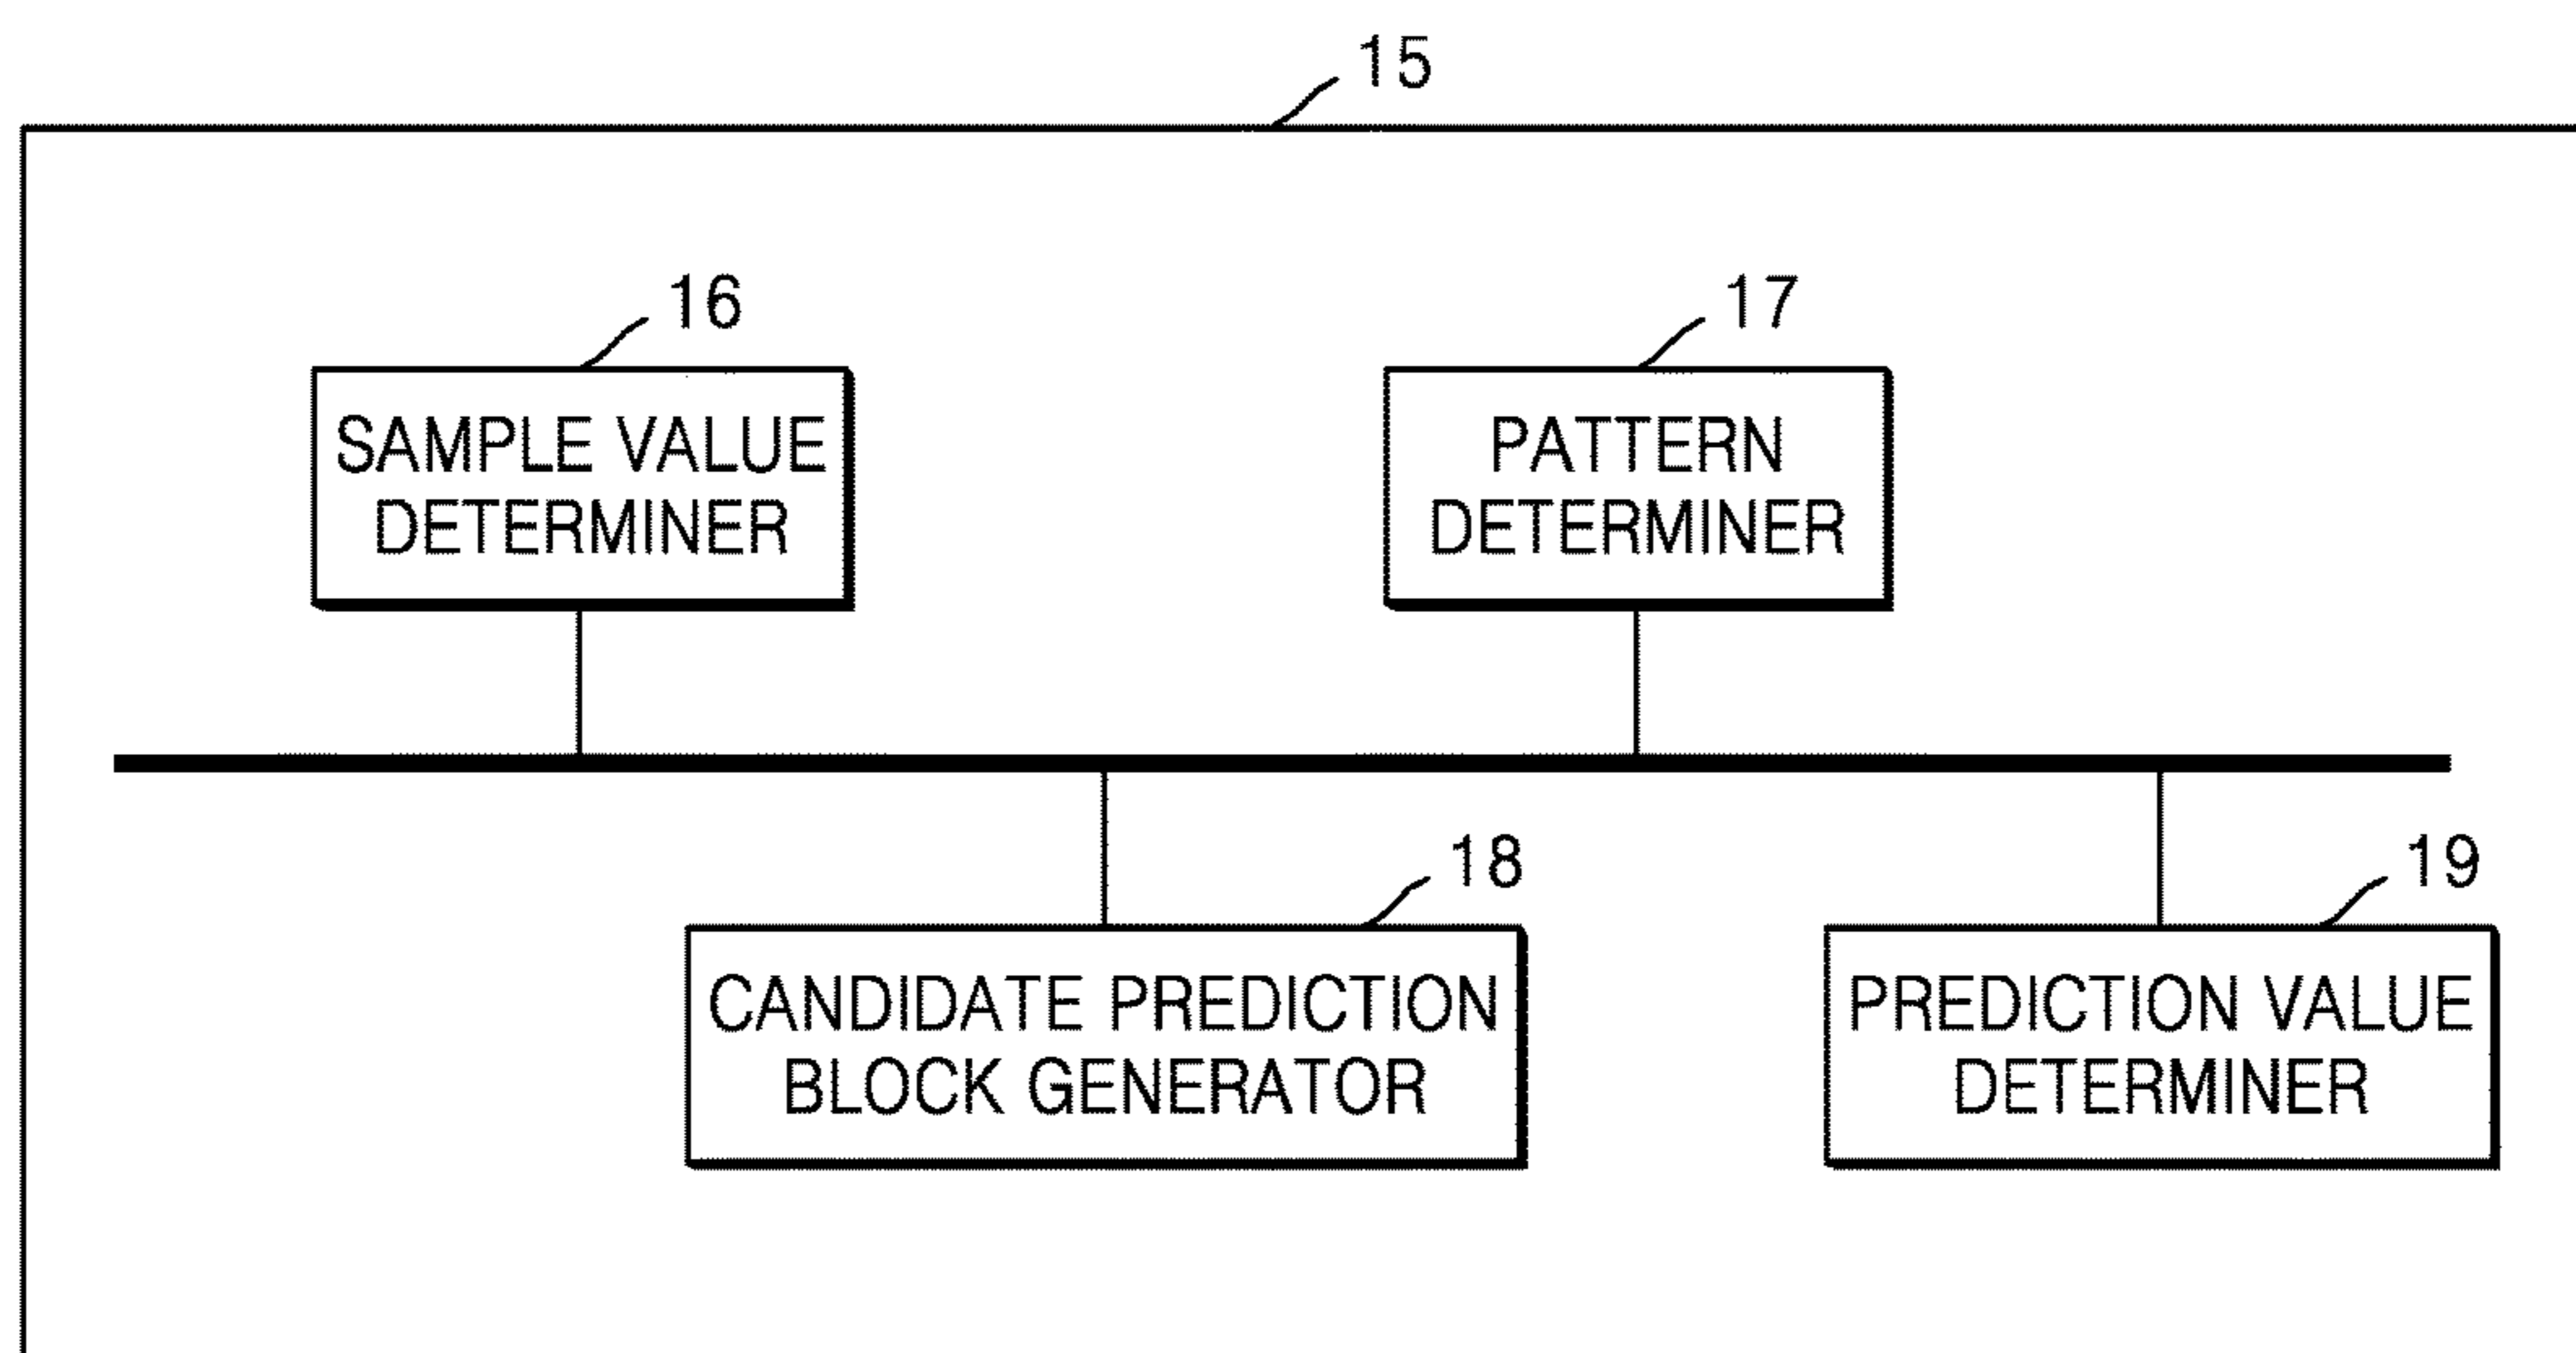 15
16
17
SAMPLE VALUE
DETERMINER
PATTERN
DETERMINER
18
19
CANDIDATE PREDICTION
BLOCK GENERATOR
PREDICTION VALUE
DETERMINER